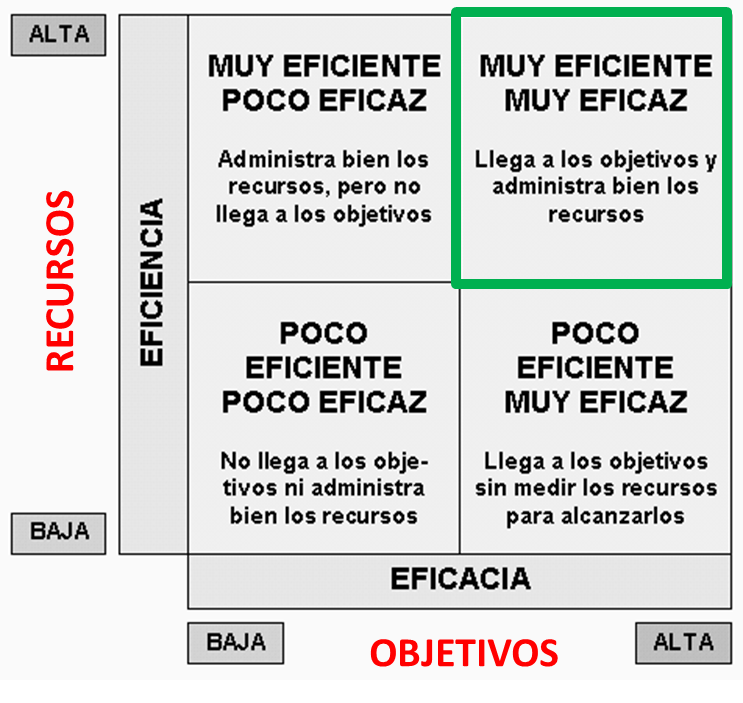 ALTA
RECURSOS
BAJA
EFICIENCIA
MUY EFICIENTE
POCO EFICAZ
Administra bien los
recursos, pero no
llega a los objetivos
MUY EFICIENTE
MUY EFICAZ
Llega a los objetivos y
administra bien los
recursos
POCO
EFICIENTE
POCO EFICAZ
No llega a los obje-
tivos ni administra
bien los recursos
POCO
EFICIENTE
MUY EFICAZ
Llega a los objetivos
sin medir los recursos
para alcanzarlos
EFICACIA
BAJA
OBJETIVOS
ALTA